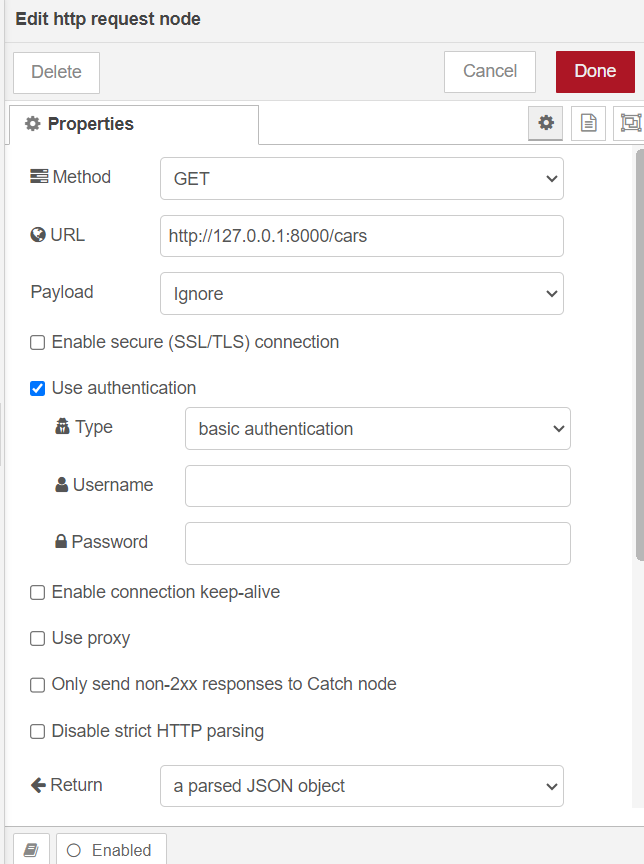 Edit http request node
Delete
Cancel
Done
Properties
Method
GET
URL
http://127.0.0.1:8000/cars
Payload
Ignore
Enable secure (SSL/TLS) connection
Use authentication
Type
basic authentication
Username
Password
Enable connection keep-alive
Use proxy
Only send non-2xx responses to Catch node
Disable strict HTTP parsing
Return
a parsed JSON object
Enabled